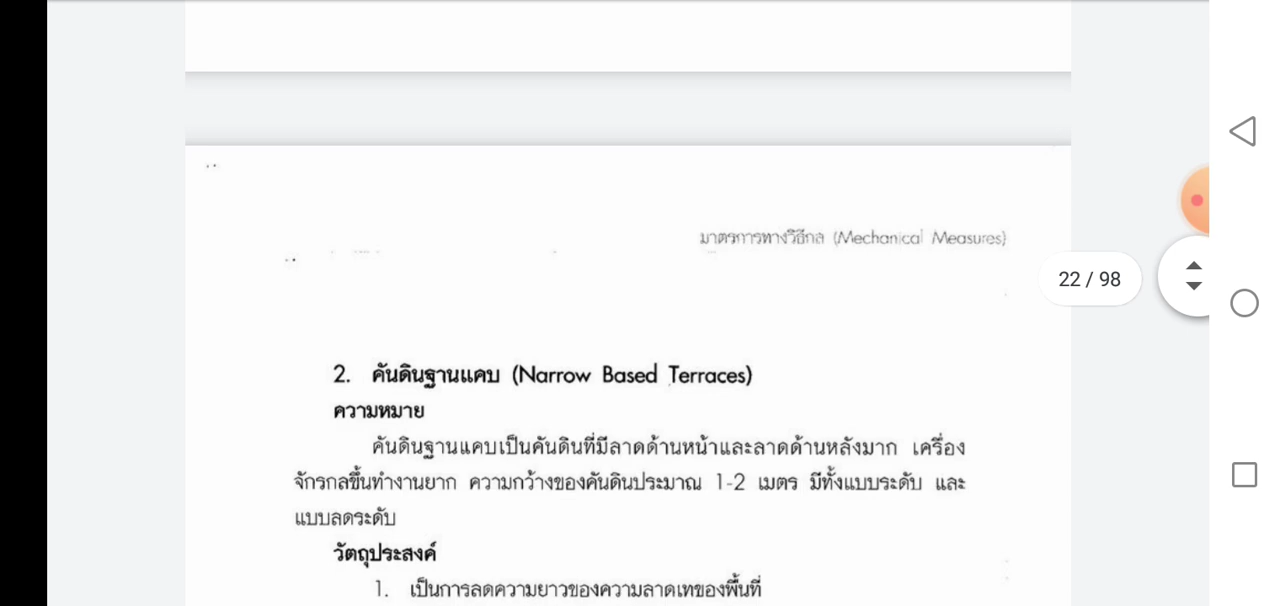 มาตรการทางวิธีกล (Mechanical Measures)
22 / 98
2. คันดินฐานแคบ (Narrow Based Terraces)
ความหมาย
คันดินฐานแคบเป็นคันดินที่มีลาดด้านหน้าและลาดด้านหลังมาก เครื่อง
จักรกลขึ้นทำงานยาก ความกว้างของคันดินประมาณ 1-2 เมตร มีทั้งแบบระดับ และ
แบบลดระดับ
วัตถุประสงค์
1. เป็นการลดความยาวของความลาดเทของพื้นที่